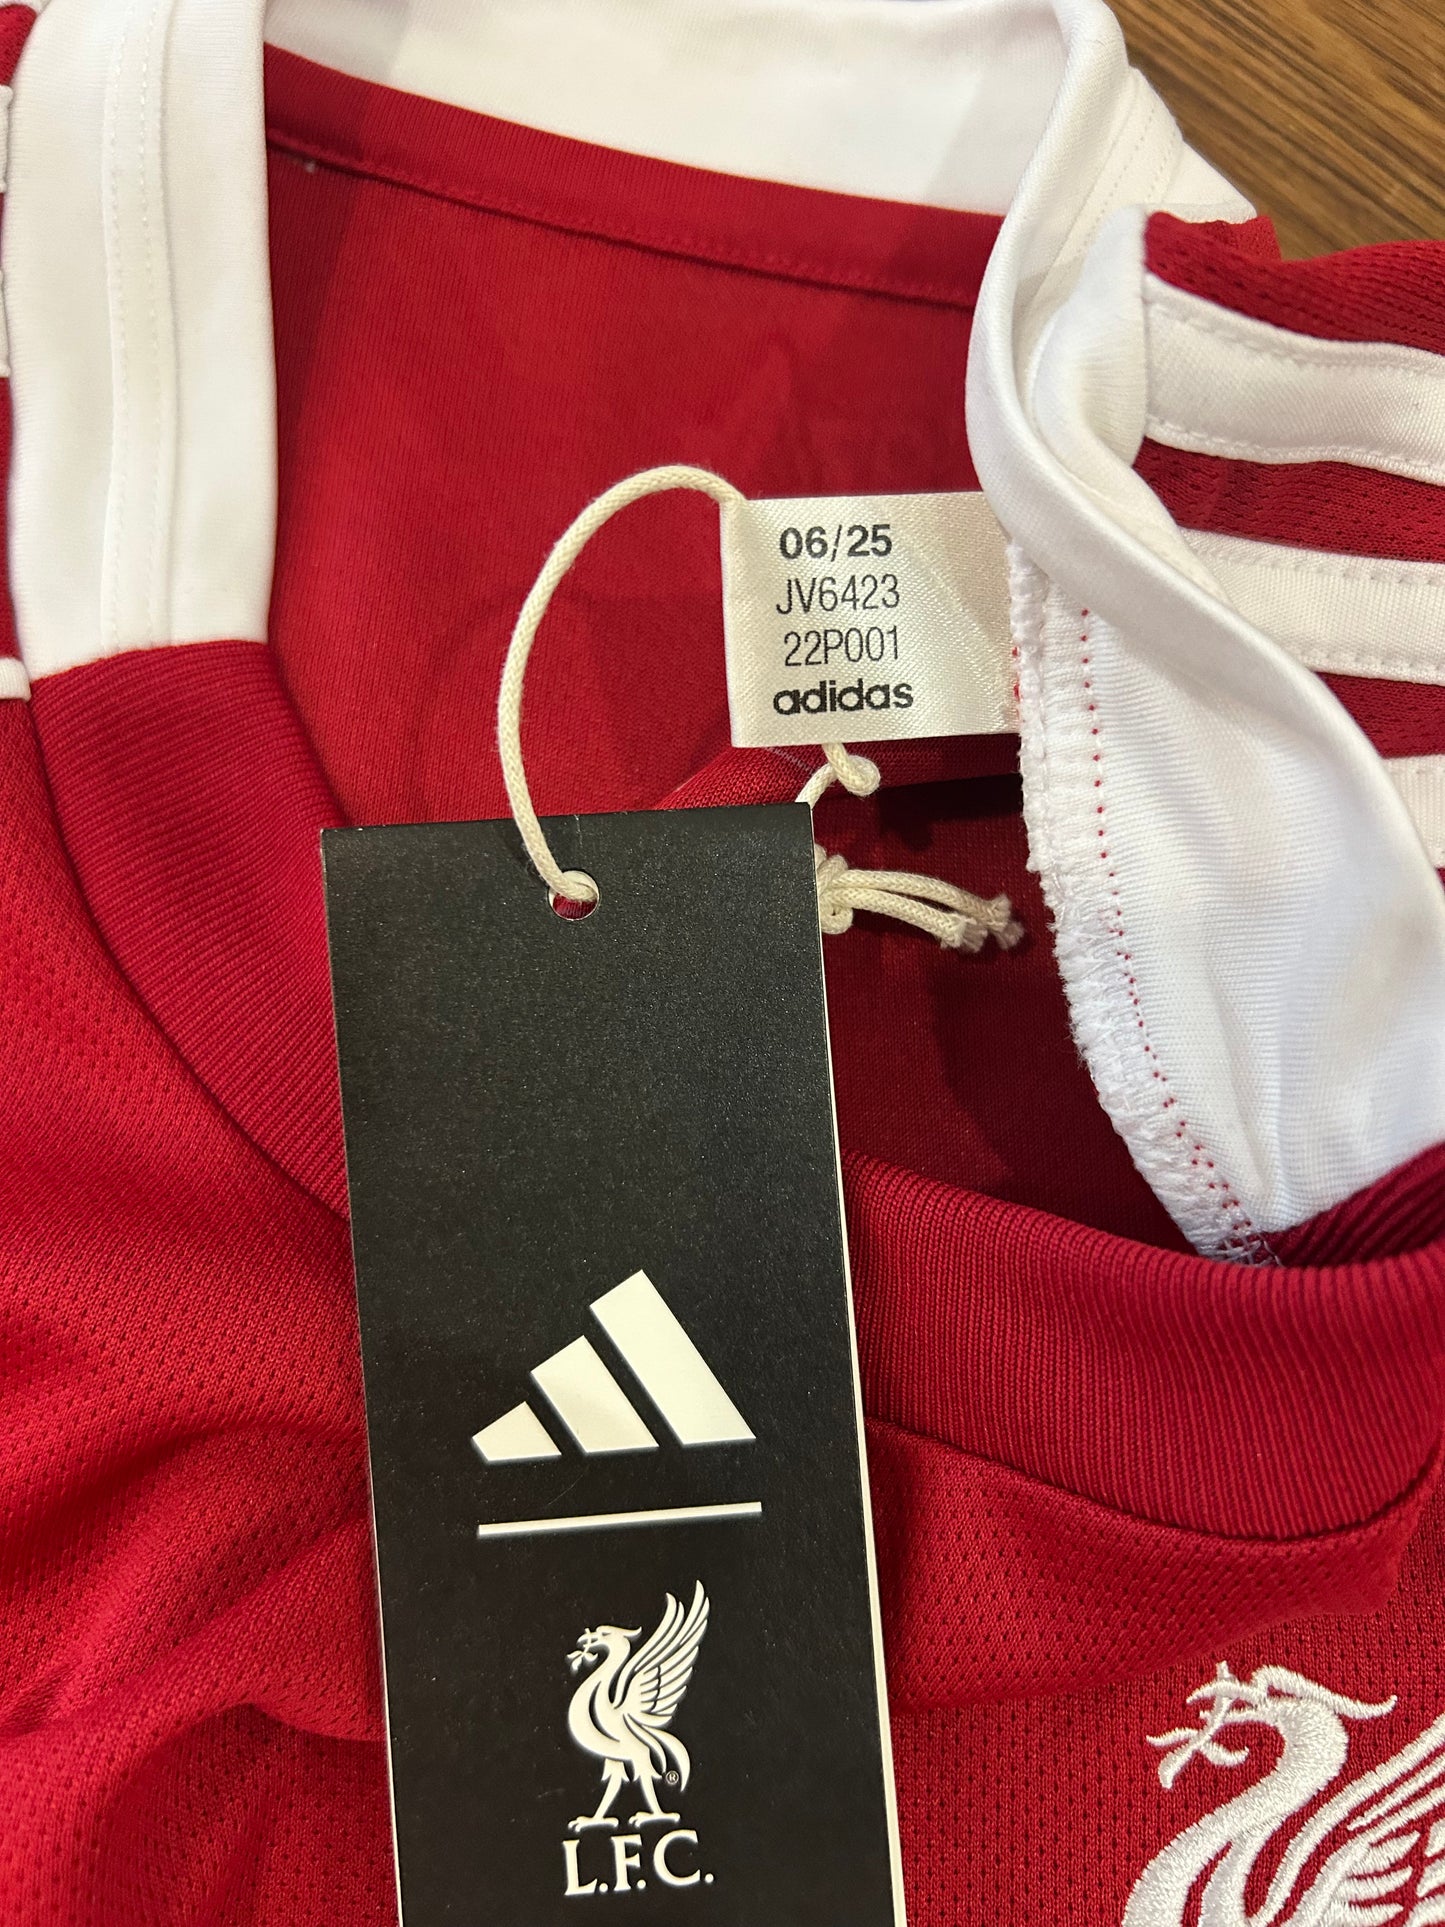 06/25
JV6423
22P001
adidas
®
L.F.C.